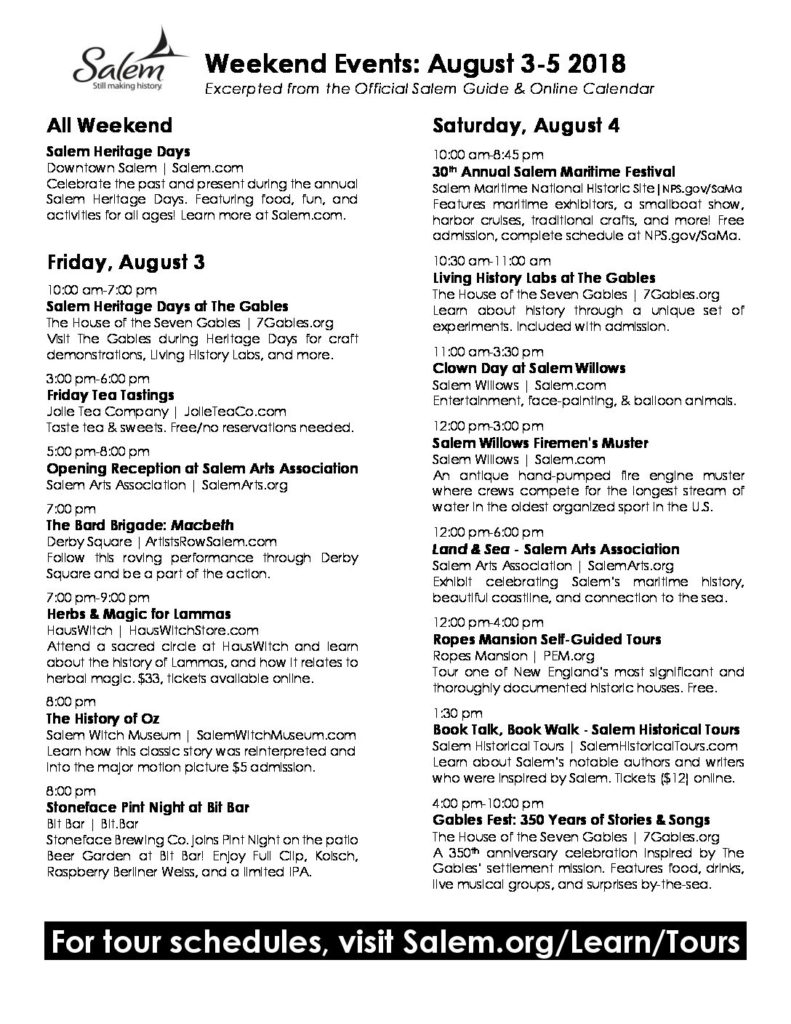 Salem
Still making history.
Weekend Events: August 3-5 2018
Excerpted from the Official Salem Guide & Online Calendar
All Weekend
Salem Heritage Days
Downtown Salem | Salem.com
Celebrate the past and present during the annual
Salem Heritage Days. Featuring food, fun, and
activities for all ages! Learn more at Salem.com.
Friday, August 3
10:00 am-7:00 pm
Salem Heritage Days at The Gables
The House of the Seven Gables | 7Gables.org
Visit The Gables during Heritage Days for craft
demonstrations, Living History Labs, and more.
3:00 pm-6:00 pm
Friday Tea Tastings
Jolie Tea Company | JolieTeaCo.com
Taste tea & sweets. Free/no reservations needed.
5:00 pm-8:00 pm
Opening Reception at Salem Arts Association
Salem Arts Association | SalemArts.org
7:00 pm
The Bard Brigade: Macbeth
Derby Square | ArtistsRowSalem.com
Follow this roving performance through Derby
Square and be a part of the action.
7:00 pm-9:00 pm
Herbs & Magic for Lammas
HausWitch | HausWitchStore.com
Attend a sacred circle at HausWitch and learn
about the history of Lammas, and how it relates to
herbal magic. $33, tickets available online.
8:00 pm
The History of Oz
Salem Witch Museum | SalemWitchMuseum.com
Learn how this classic story was reinterpreted and
into the major motion picture $5 admission.
8:00 pm
Stoneface Pint Night at Bit Bar
Bit Bar | Bit.Bar
Stoneface Brewing Co. joins Pint Night on the patio
Beer Garden at Bit Bar! Enjoy Full Clip, Kolsch,
Raspberry Berliner Weiss, and a limited IPA.
Saturday, August 4
10:00 am-8:45 pm
30th Annual Salem Maritime Festival
Salem Maritime National Historic Site|NPS.gov/SaMa
Features maritime exhibitors, a smallboat show,
harbor cruises, traditional crafts, and more! Free
admission, complete schedule at NPS.gov/SaMa.
10:30 am-11:00 am
Living History Labs at The Gables
The House of the Seven Gables | 7Gables.org
Learn about history through a unique set of
experiments. Included with admission.
11:00 am-3:30 pm
Clown Day at Salem Willows
Salem Willows | Salem.com
Entertainment, face-painting, & balloon animals.
12:00 pm-3:00 pm
Salem Willows Firemen's Muster
Salem Willows | Salem.com
An antique hand-pumped fire engine muster
where crews compete for the longest stream of
water in the oldest organized sport in the U.S.
12:00 pm-6:00 pm
Land & Sea - Salem Arts Association
Salem Arts Association | SalemArts.org
Exhibit celebrating Salem's maritime history,
beautiful coastline, and connection to the sea.
12:00 pm-4:00 pm
Ropes Mansion Self-Guided Tours
Ropes Mansion | PEM.org
Tour one of New England's most significant and
thoroughly documented historic houses. Free.
1:30 pm
Book Talk, Book Walk - Salem Historical Tours
Salem Historical Tours | SalemHistoricalTours.com
Learn about Salem's notable authors and writers
who were inspired by Salem. Tickets ($12) online.
4:00 pm-10:00 pm
Gables Fest: 350 Years of Stories & Songs
The House of the Seven Gables | 7Gables.org
A 350th anniversary celebration inspired by The
Gables' settlement mission. Features food, drinks,
live musical groups, and surprises by-the-sea.
For tour schedules, visit Salem.org/Learn/Tours